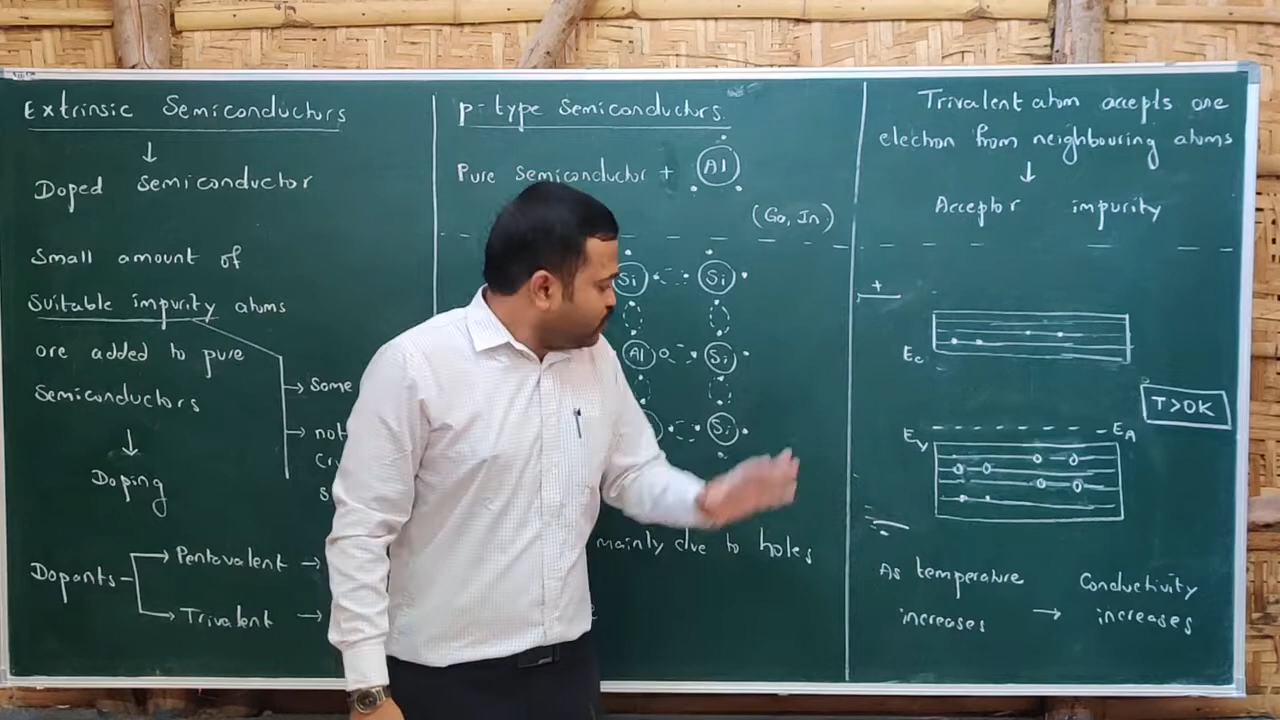 Extrinsic Semiconductors
↓
Doped Semiconductor
Small amount of
Suitable impurity atoms
are added to pure
Semiconductors
↓
Doping
→ Some
→ not
Dopants
→ Pentavalent →
→ Trivalent →
p-type Semiconductors.
Pure Semiconductor + Al
(Ga, In)
Si Si
Al Si
Si
mainly due to holes
Trivalent atom accepts one
electron from neighbouring atoms
↓
Acceptor impurity
+
Ec
T>0K
Ev EA
As temperature Conductivity
increases → increases